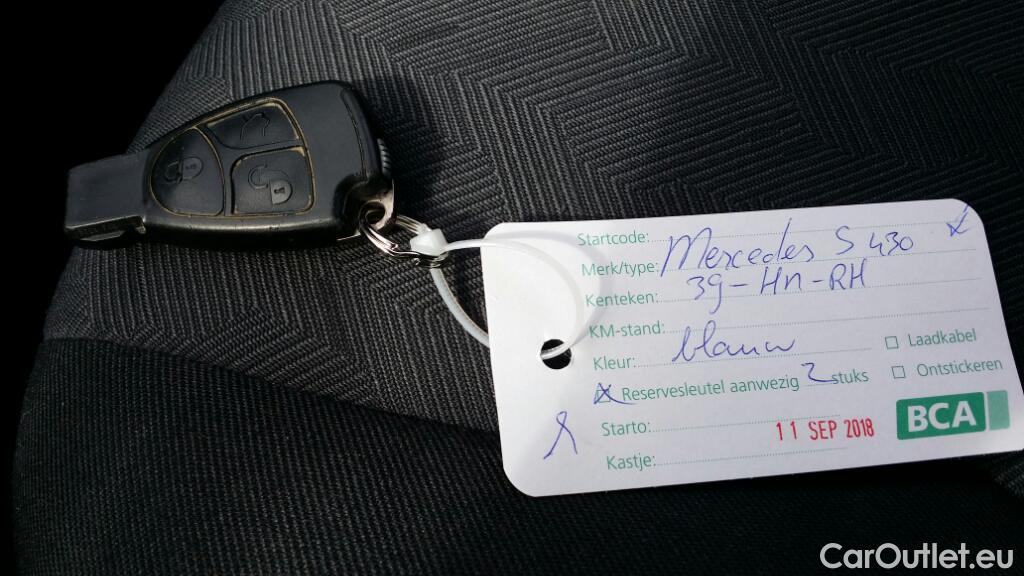 Startcode:
Merk/type: Mercedes S 430
Kenteken: 39-HN-RH
KM-stand:
Kleur: blauw
Laadkabel
Reservesleutel aanwezig 2 stuks
Ontstickeren
Starto:
11 SEP 2018
BCA
Kastje:
CarOutlet.eu